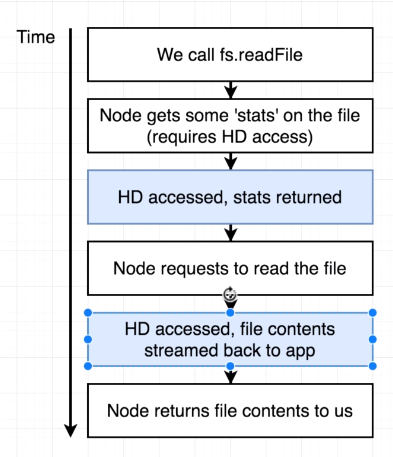 Time
We call fs.readFile
Node gets some 'stats' on the file
(requires HD access)
HD accessed, stats returned
Node requests to read the file
HD accessed, file contents
streamed back to app
Node returns file contents to us